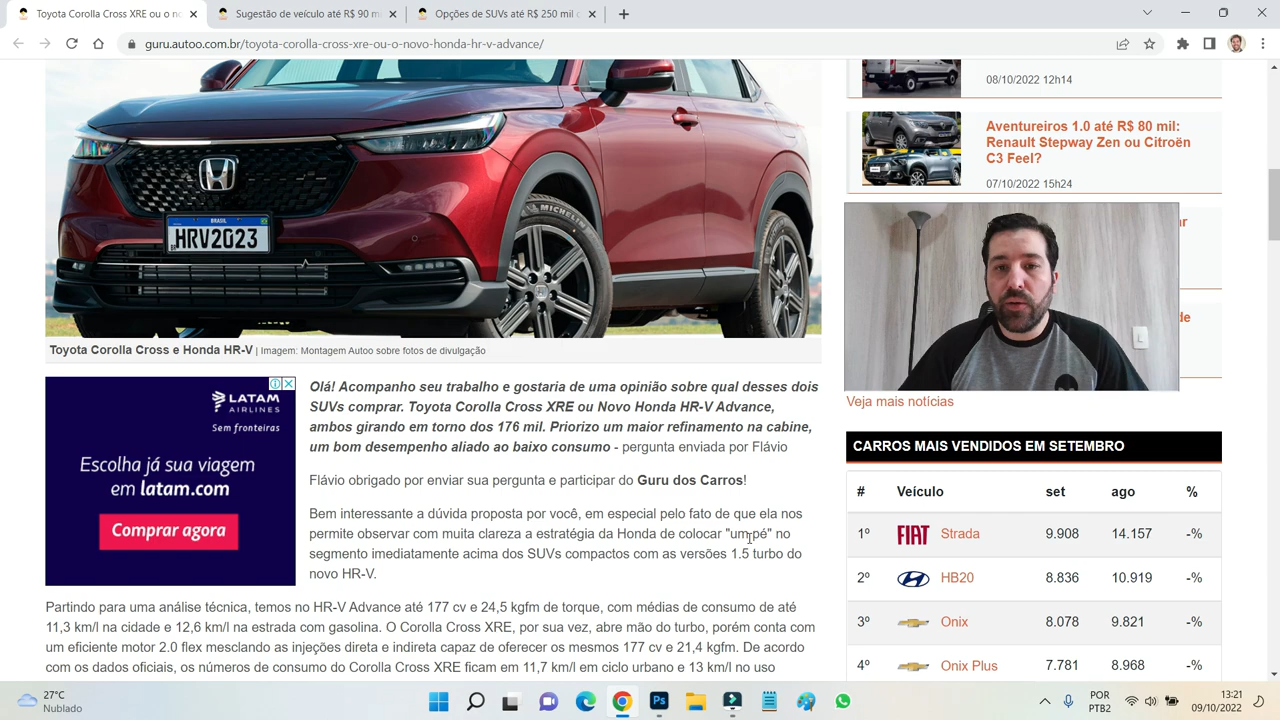 Toyota Corolla Cross XRE ou o no
Sugestão de veículo até R$ 90 mi
Opções de SUVs até R$ 250 mil c
guru.autoo.com.br/toyota-corolla-cross-xre-ou-o-novo-honda-hr-v-advance/
BRASIL
HRV2023
MICHELIN
Toyota Corolla Cross e Honda HR-V | Imagem: Montagem Autoo sobre fotos de divulgação
LATAM
AIRLINES
Sem fronteiras
Escolha já sua viagem
em latam.com
Comprar agora
Olá! Acompanho seu trabalho e gostaria de uma opinião sobre qual desses dois
SUVs comprar. Toyota Corolla Cross XRE ou Novo Honda HR-V Advance,
ambos girando em torno dos 176 mil. Priorizo um maior refinamento na cabine,
um bom desempenho aliado ao baixo consumo - pergunta enviada por Flávio
Flávio obrigado por enviar sua pergunta e participar do Guru dos Carros!
Bem interessante a dúvida proposta por você, em especial pelo fato de que ela nos
permite observar com muita clareza a estratégia da Honda de colocar "um pé" no
segmento imediatamente acima dos SUVs compactos com as versões 1.5 turbo do
novo HR-V.
Partindo para uma análise técnica, temos no HR-V Advance até 177 cv e 24,5 kgfm de torque, com médias de consumo de até
11,3 km/l na cidade e 12,6 km/l na estrada com gasolina. O Corolla Cross XRE, por sua vez, abre mão do turbo, porém conta com
um eficiente motor 2.0 flex mesclando as injeções direta e indireta capaz de oferecer os mesmos 177 cv e 21,4 kgfm. De acordo
com os dados oficiais, os números de consumo do Corolla Cross XRE ficam em 11,7 km/l em ciclo urbano e 13 km/l no uso
08/10/2022 12h14
Aventureiros 1.0 até R$ 80 mil:
Renault Stepway Zen ou Citroën
C3 Feel?
07/10/2022 15h24
ar
de
Veja mais notícias
CARROS MAIS VENDIDOS EM SETEMBRO
# Veículo set ago %
1º FIAT Strada 9.908 14.157 -%
2º HB20 8.836 10.919 -%
3º Onix 8.078 9.821 -%
4º Onix Plus 7.781 8.968 -%
27°C
Nublado
Ps
POR
PTB2
13:21
09/10/2022